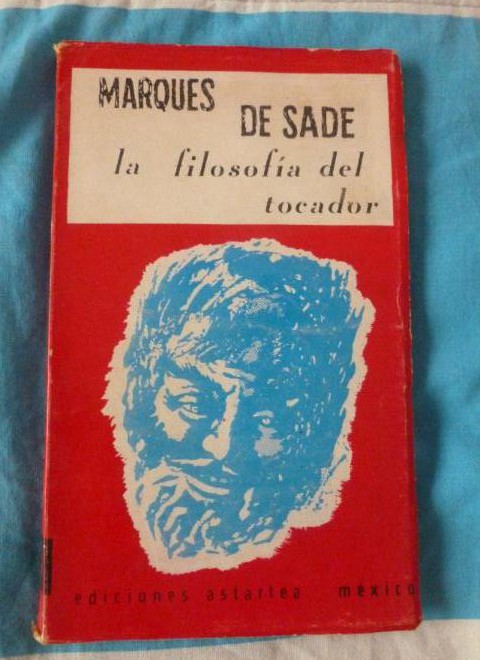 MARQUES
DE SADE
la filosofía del
tocador
ediciones astartea méxico